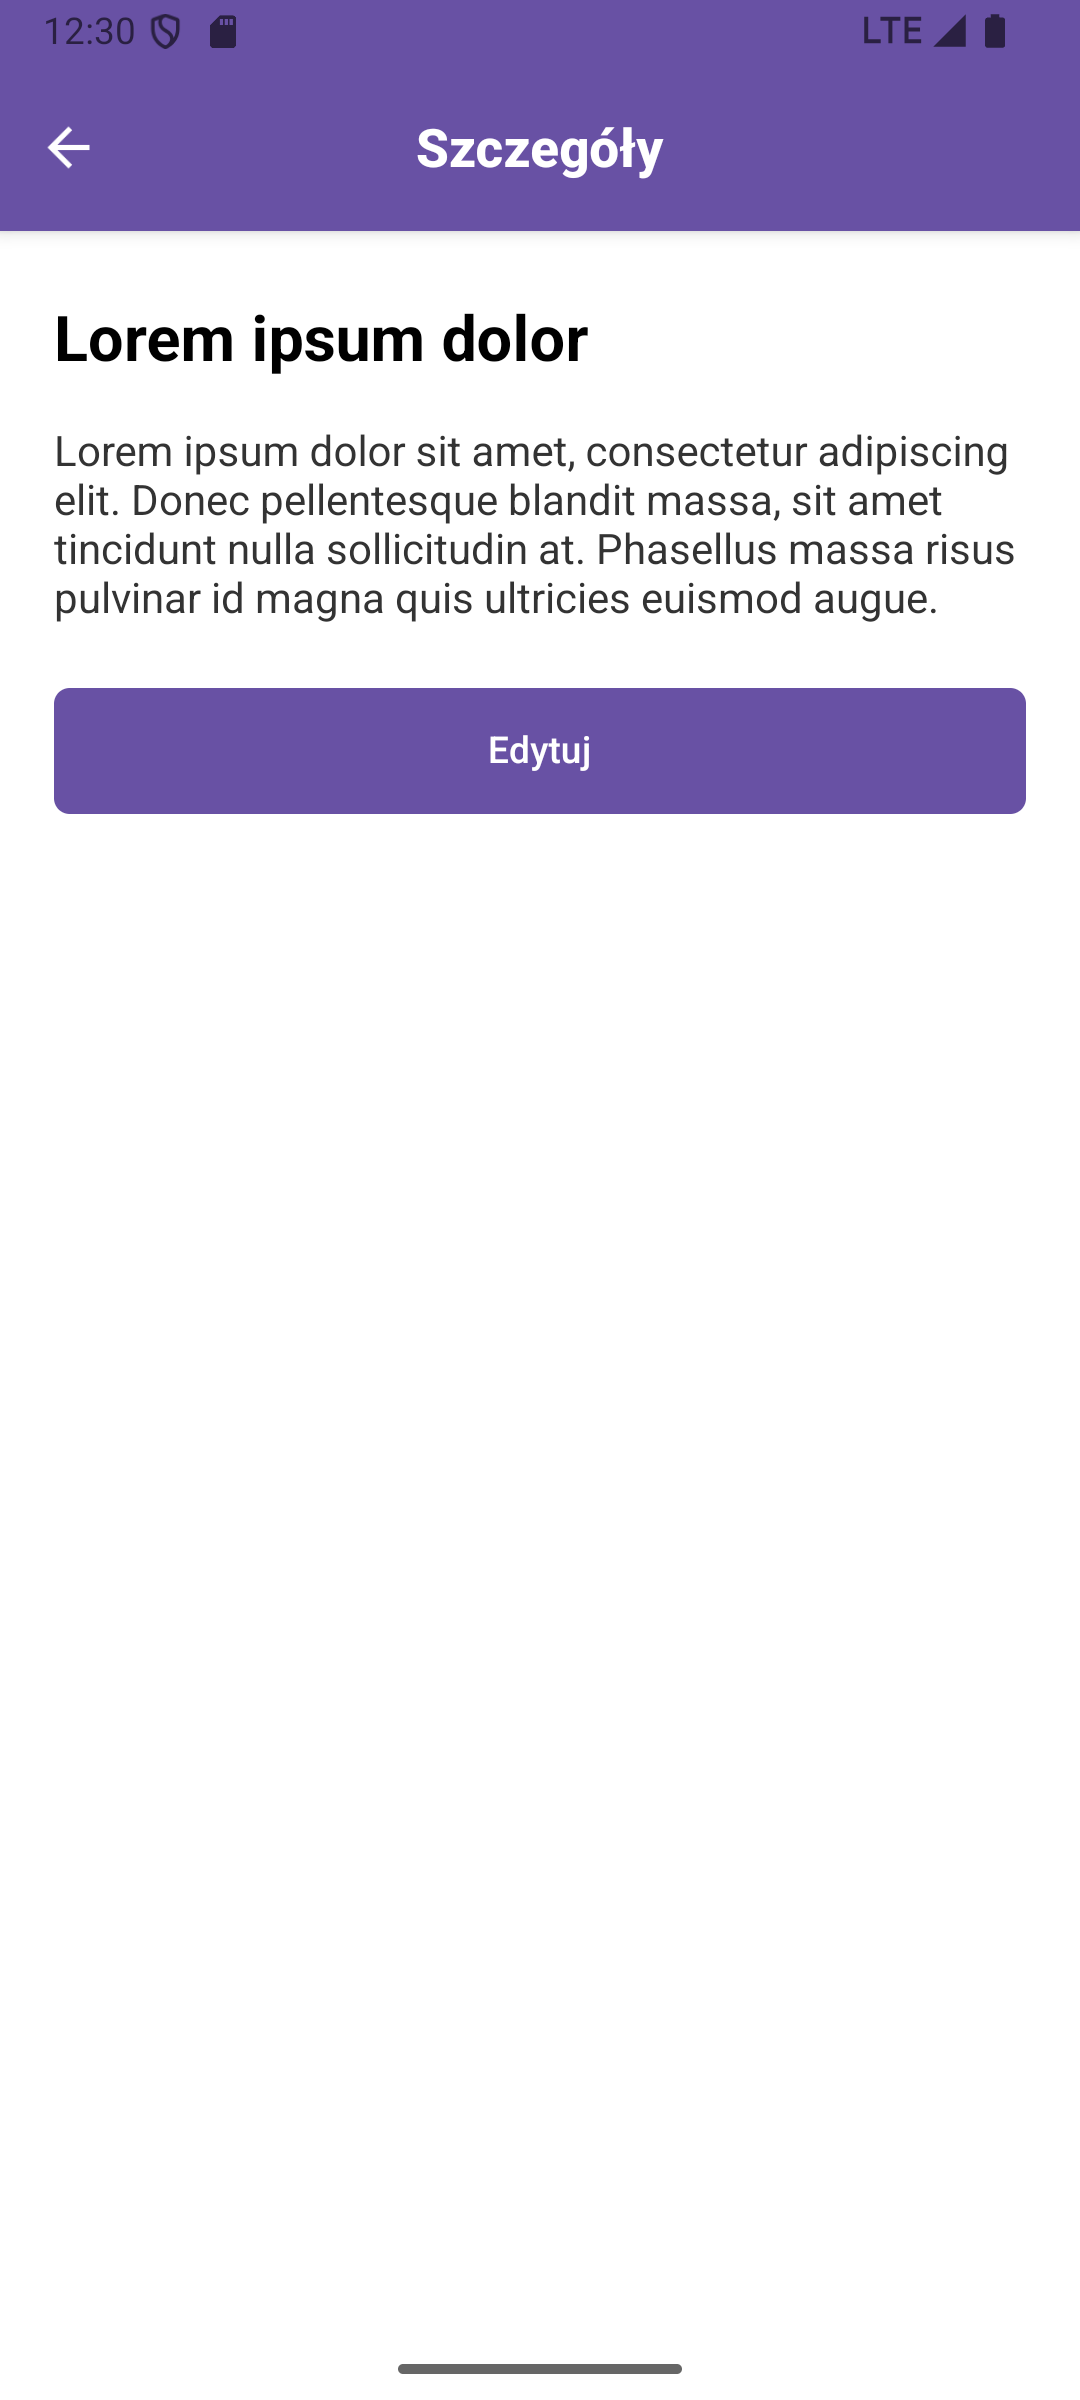 12:30 LTE
Szczegóły
Lorem ipsum dolor
Lorem ipsum dolor sit amet, consectetur adipiscing
elit. Donec pellentesque blandit massa, sit amet
tincidunt nulla sollicitudin at. Phasellus massa risus
pulvinar id magna quis ultricies euismod augue.
Edytuj